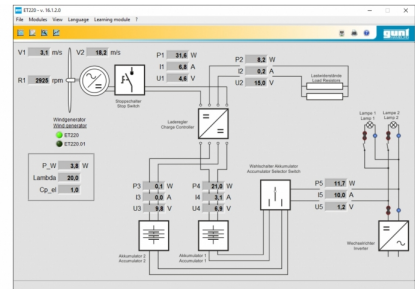 ET220 - v. 16.1.2.0
File Modules View Language Learning module ?
gunt
V1 2,1 m/s V2 18,2 m/s
R1 2925 rpm
P1 31,6 W
I1 6,8 A
U1 4,6 V
P2 8,2 W
I2 0,2 A
U2 15,0 V
Stoppschalter
Stop Switch
Lastwiderstände
Load Resistors
Windgenerator
Wind generator
ET220
ET220.01
Laderegler
Charge Controller
Lampe 1 Lampe 2
Lamp 1 Lamp 2
P_W 3,8 W
Lambda 20,0
Cp_el 1,0
Wahlschalter Akkumulator
Accumulator Selector Switch
P3 0,1 W
I3 0,0 A
U3 9,8 V
P4 21,0 W
I4 3,1 A
U4 6,9 V
P5 11,7 W
I5 10,0 A
U5 1,2 V
Akkumulator 2
Accumulator 2
Akkumulator 1
Accumulator 1
Wechselrichter
Inverter